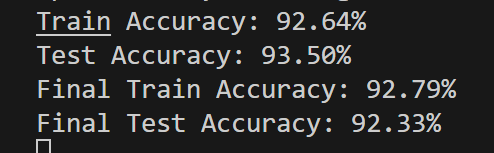 Train Accuracy: 92.64%
Test Accuracy: 93.50%
Final Train Accuracy: 92.79%
Final Test Accuracy: 92.33%